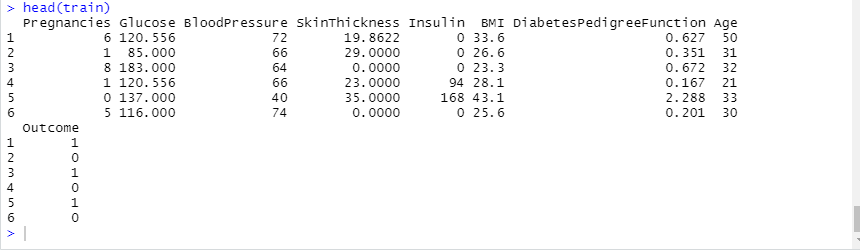 > head(train)
  Pregnancies Glucose BloodPressure SkinThickness Insulin  BMI DiabetesPedigreeFunction Age
1           6 120.556            72       19.8622       0 33.6                    0.627  50
2           1  85.000            66       29.0000       0 26.6                    0.351  31
3           8 183.000            64        0.0000       0 23.3                    0.672  32
4           1 120.556            66       23.0000      94 28.1                    0.167  21
5           0 137.000            40       35.0000     168 43.1                    2.288  33
6           5 116.000            74        0.0000       0 25.6                    0.201  30
  Outcome
1       1
2       0
3       1
4       0
5       1
6       0
>